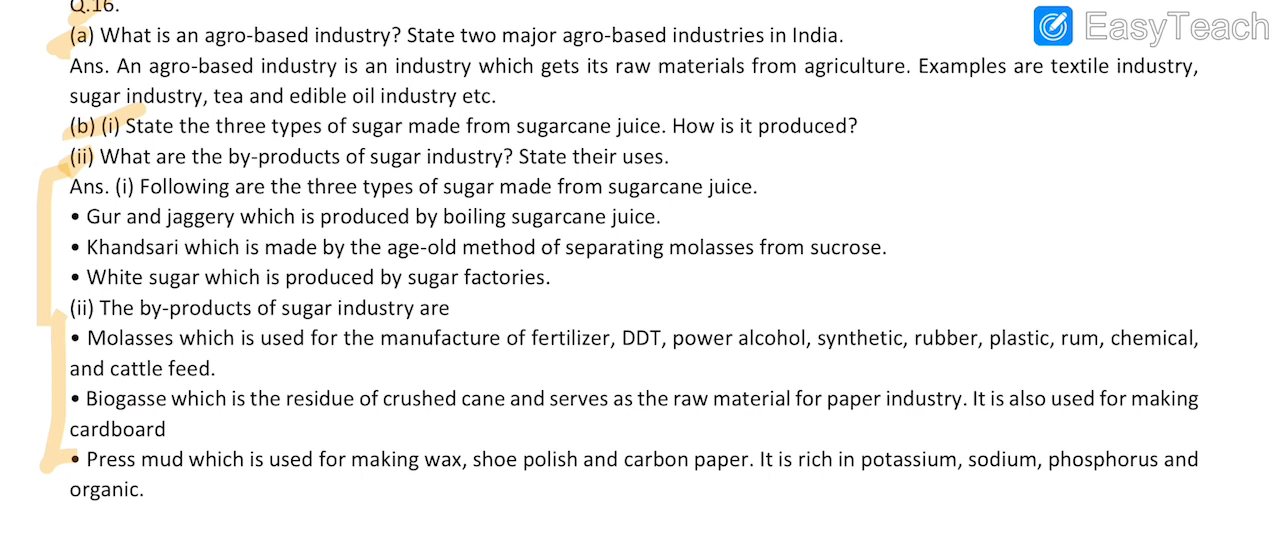 Q.16.
EasyTeach
(a) What is an agro-based industry? State two major agro-based industries in India.
Ans. An agro-based industry is an industry which gets its raw materials from agriculture. Examples are textile industry,
sugar industry, tea and edible oil industry etc.
(b) (i) State the three types of sugar made from sugarcane juice. How is it produced?
(ii) What are the by-products of sugar industry? State their uses.
Ans. (i) Following are the three types of sugar made from sugarcane juice.
• Gur and jaggery which is produced by boiling sugarcane juice.
• Khandsari which is made by the age-old method of separating molasses from sucrose.
• White sugar which is produced by sugar factories.
(ii) The by-products of sugar industry are
• Molasses which is used for the manufacture of fertilizer, DDT, power alcohol, synthetic, rubber, plastic, rum, chemical,
and cattle feed.
• Biogasse which is the residue of crushed cane and serves as the raw material for paper industry. It is also used for making
cardboard
• Press mud which is used for making wax, shoe polish and carbon paper. It is rich in potassium, sodium, phosphorus and
organic.